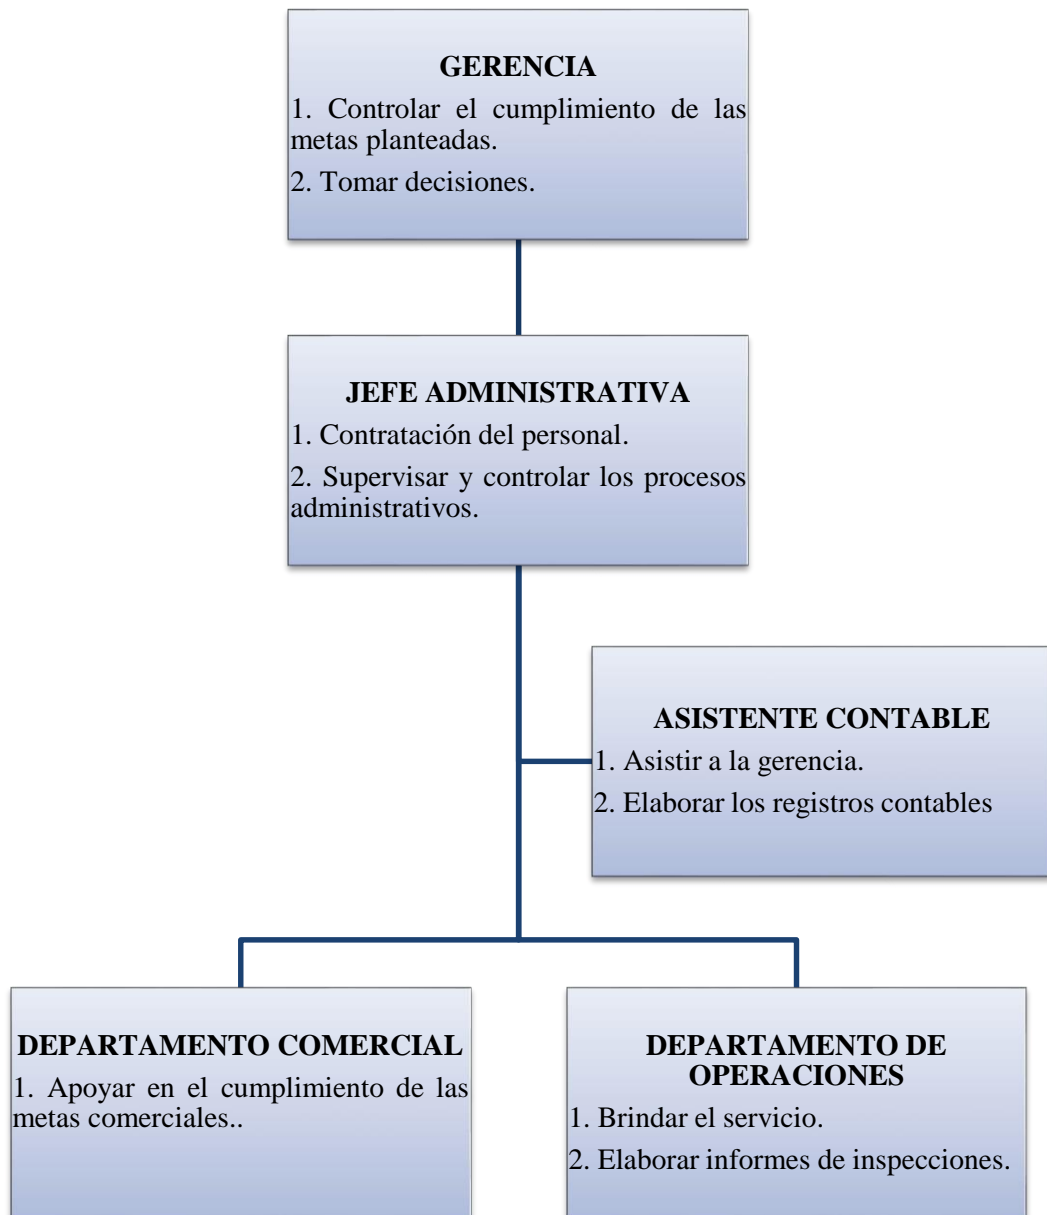 GERENCIA
1. Controlar el cumplimiento de las
metas planteadas.
2. Tomar decisiones.
JEFE ADMINISTRATIVA
1. Contratación del personal.
2. Supervisar y controlar los procesos
administrativos.
ASISTENTE CONTABLE
1. Asistir a la gerencia.
2. Elaborar los registros contables
DEPARTAMENTO COMERCIAL
1. Apoyar en el cumplimiento de las
metas comerciales..
DEPARTAMENTO DE
OPERACIONES
1. Brindar el servicio.
2. Elaborar informes de inspecciones.